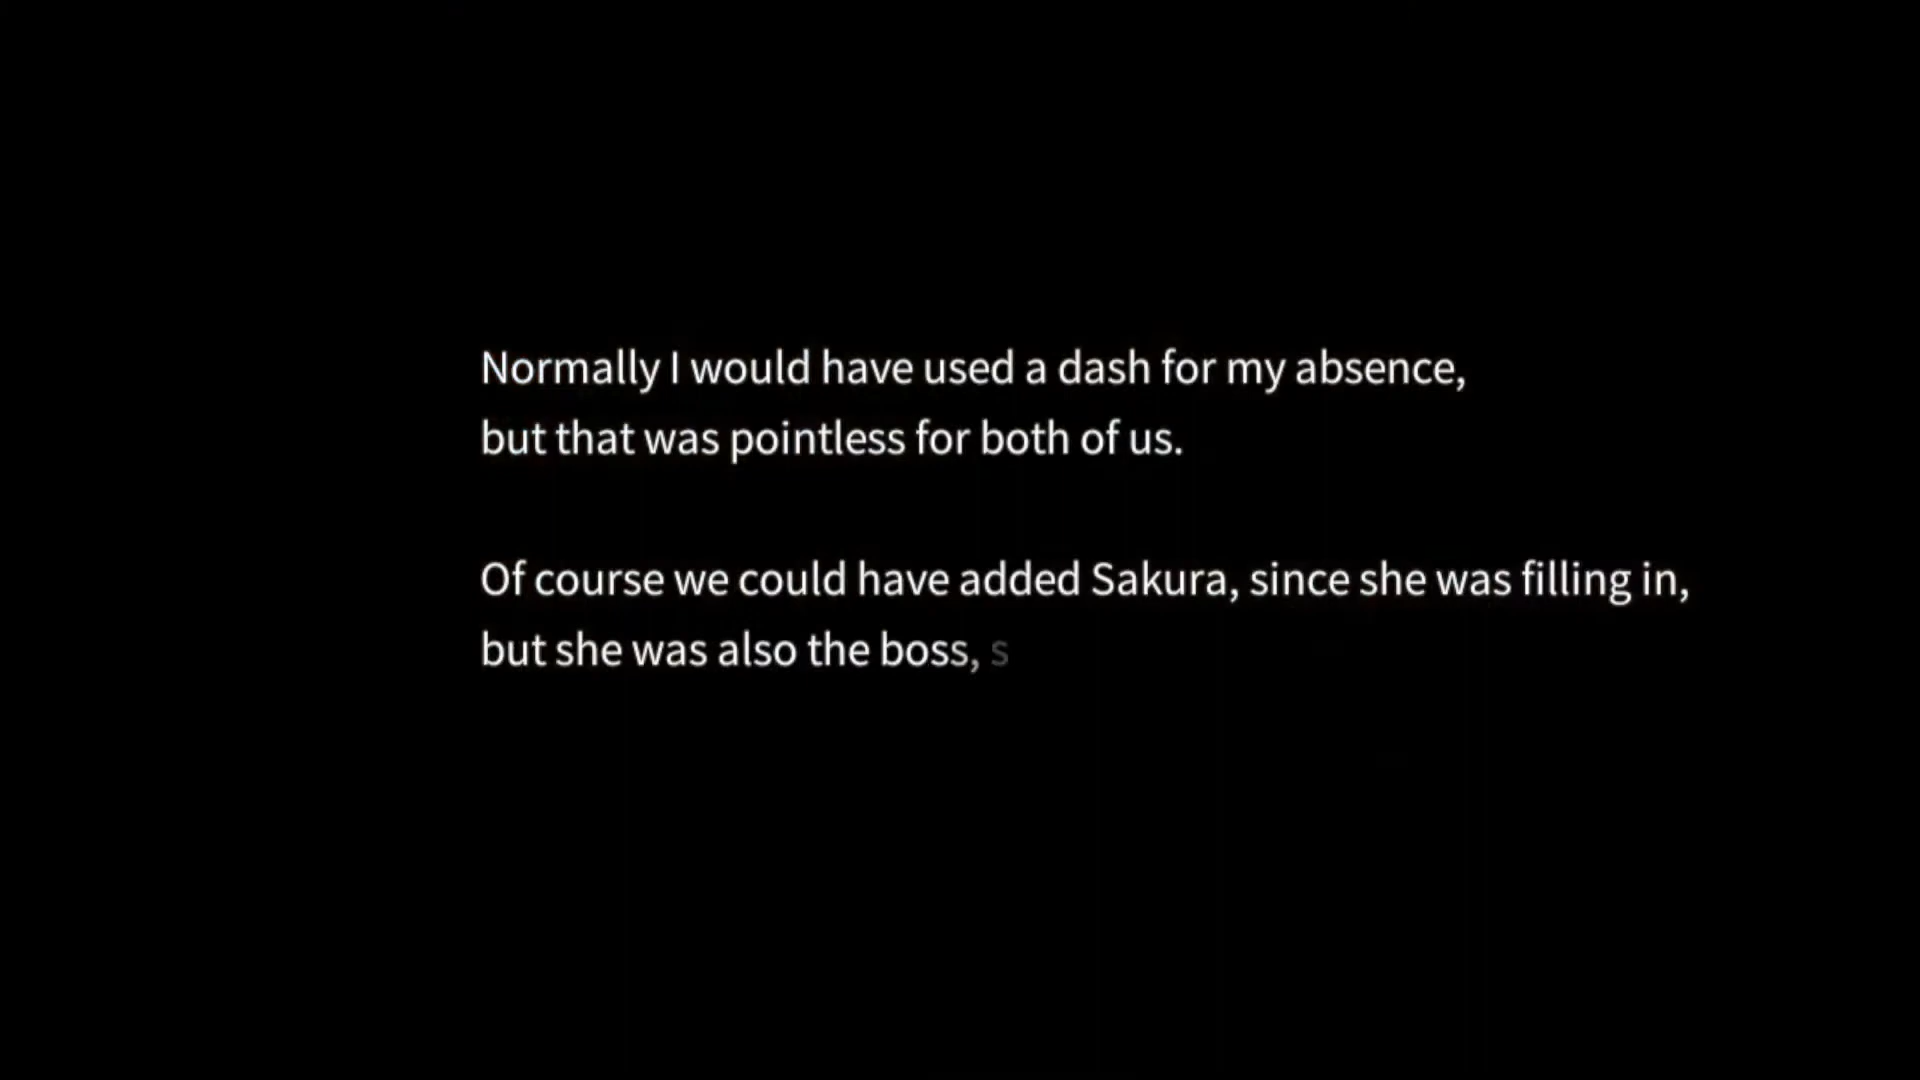 Normally I would have used a dash for my absence,
but that was pointless for both of us.
Of course we could have added Sakura, since she was filling in,
but she was also the boss, s